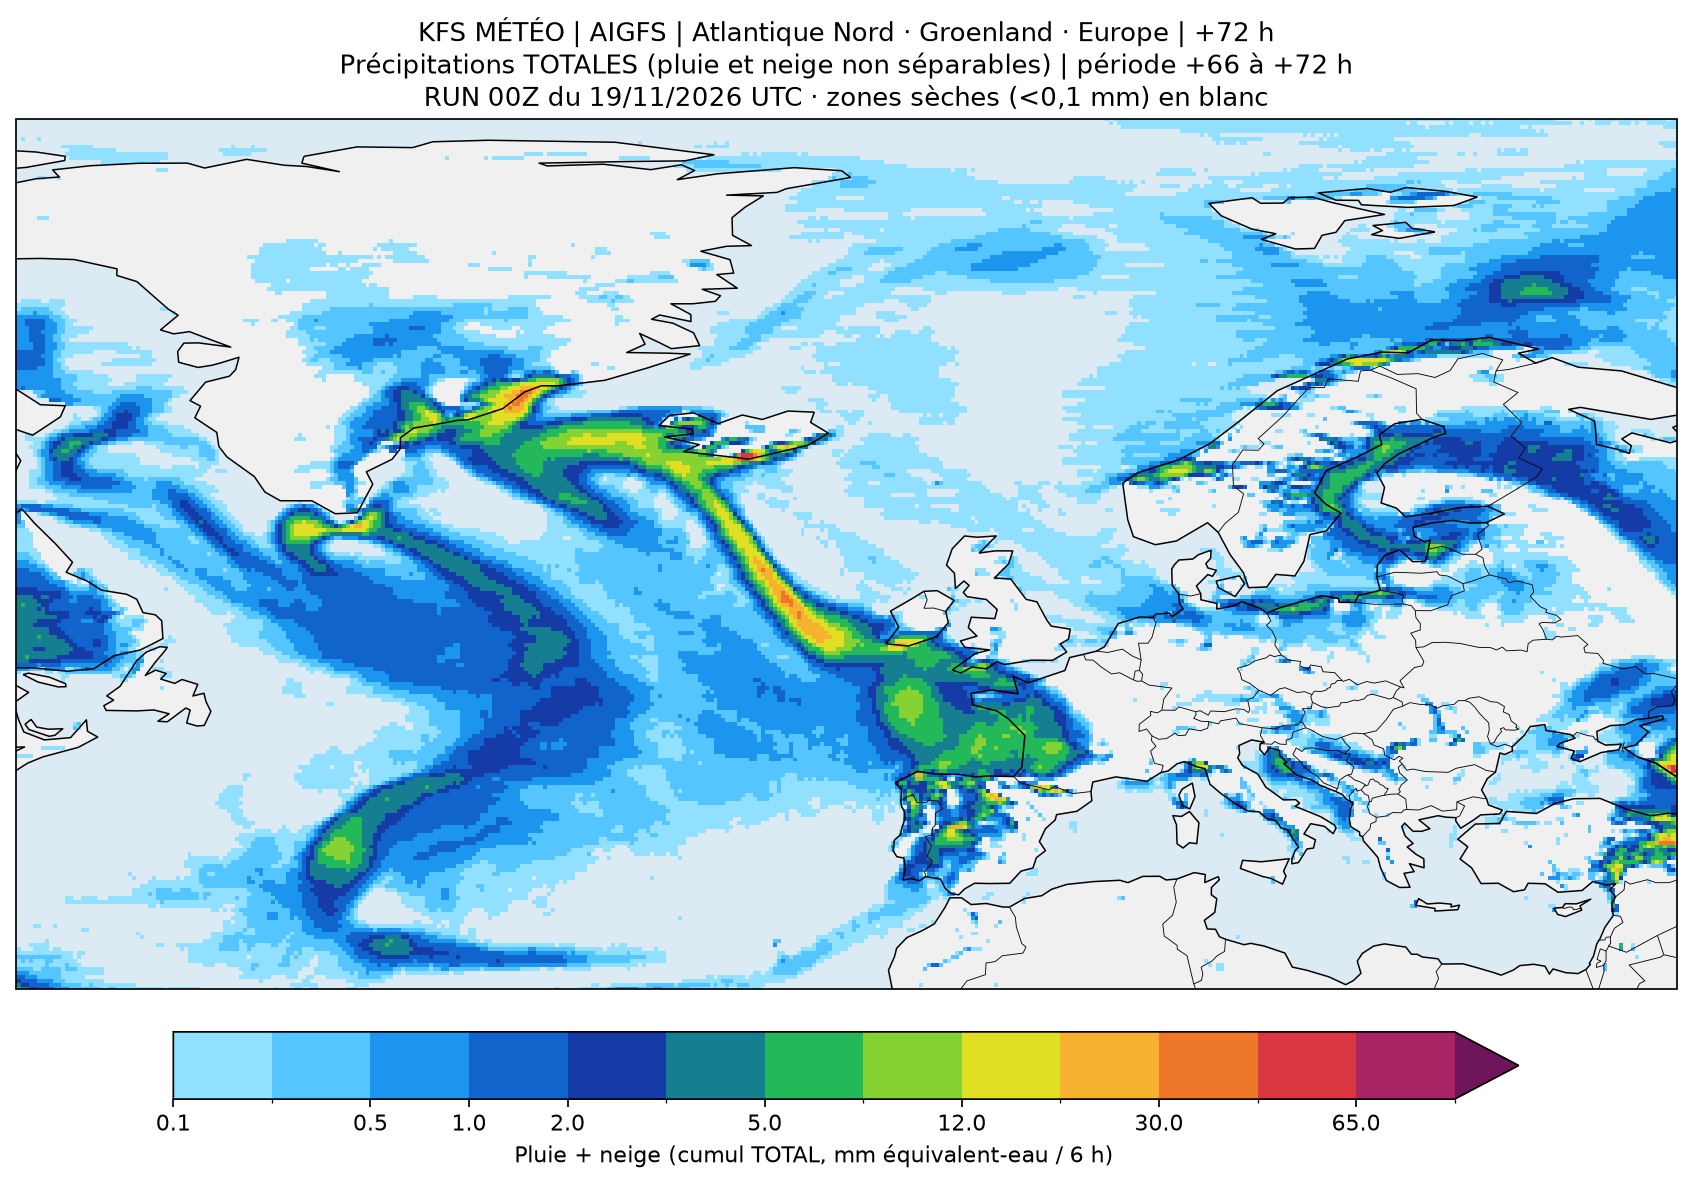 KFS MÉTÉO | AIGFS | Atlantique Nord · Groenland · Europe | +72 h
Précipitations TOTALES (pluie et neige non séparables) | période +66 à +72 h
RUN 00Z du 19/11/2026 UTC · zones sèches (<0,1 mm) en blanc
0.1 0.5 1.0 2.0 5.0 12.0 30.0 65.0
Pluie + neige (cumul TOTAL, mm équivalent-eau / 6 h)